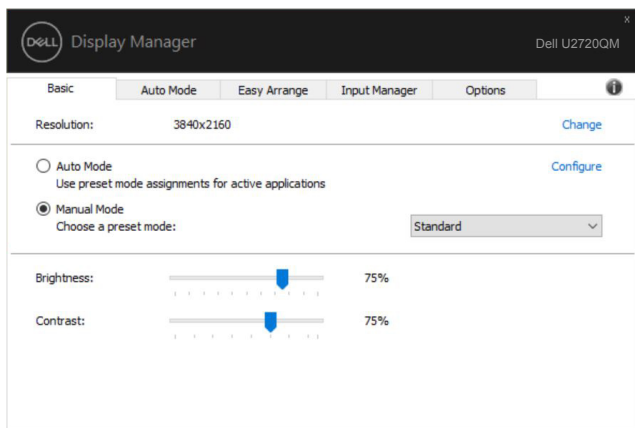 x
DELL Display Manager
Dell U2720QM
Basic Auto Mode Easy Arrange Input Manager Options i
Resolution: 3840x2160 Change
Auto Mode Configure
Use preset mode assignments for active applications
Manual Mode
Choose a preset mode: Standard
Brightness: 75%
Contrast: 75%